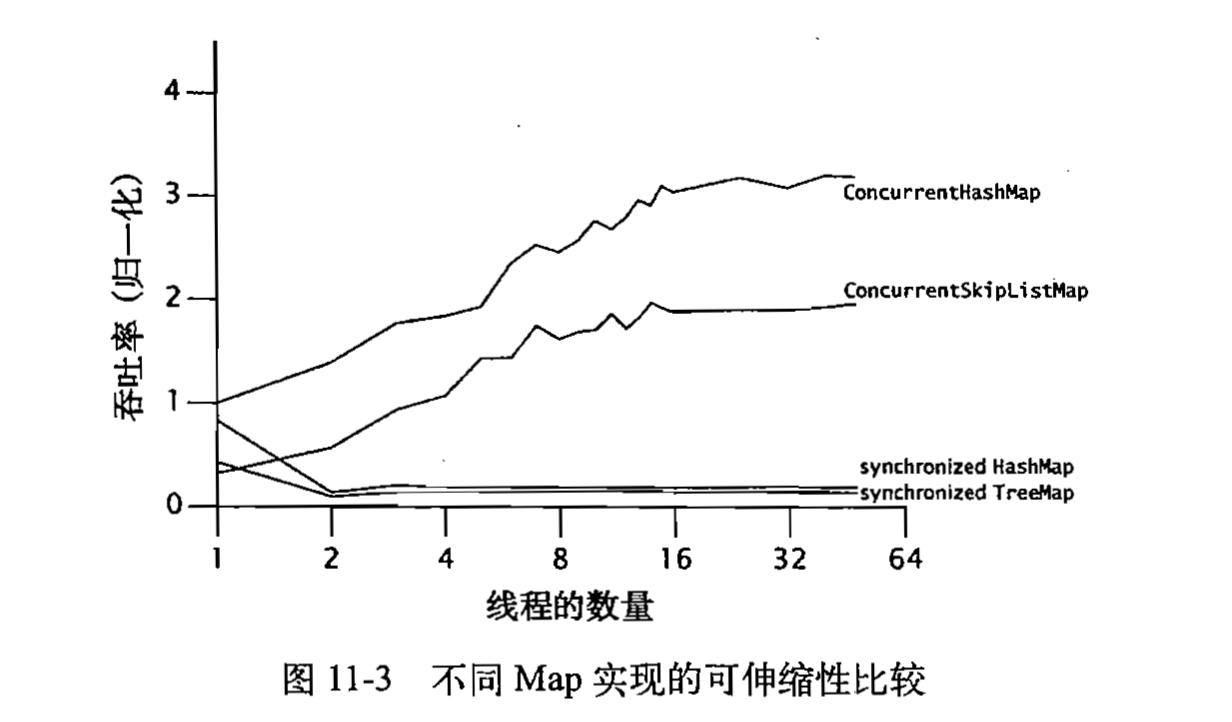 4
3
2
1
0
吞吐率 (归一化)
ConcurrentHashMap
ConcurrentSkipListMap
synchronized HashMap
synchronized TreeMap
1 2 4 8 16 32 64
线程的数量
图 11-3 不同 Map 实现的可伸缩性比较